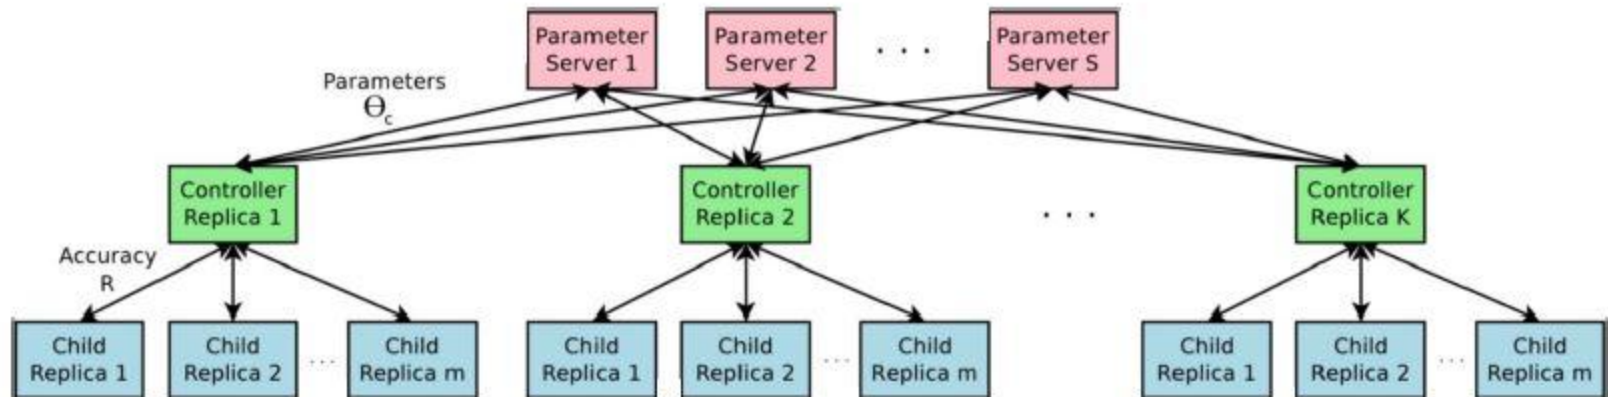 Parameter
Server 1
Parameter
Server 2
. . .
Parameter
Server S
Parameters
θc
Controller
Replica 1
Controller
Replica 2
. . .
Controller
Replica K
Accuracy
R
Child
Replica 1
Child
Replica 2
...
Child
Replica m
Child
Replica 1
Child
Replica 2
...
Child
Replica m
Child
Replica 1
Child
Replica 2
...
Child
Replica m